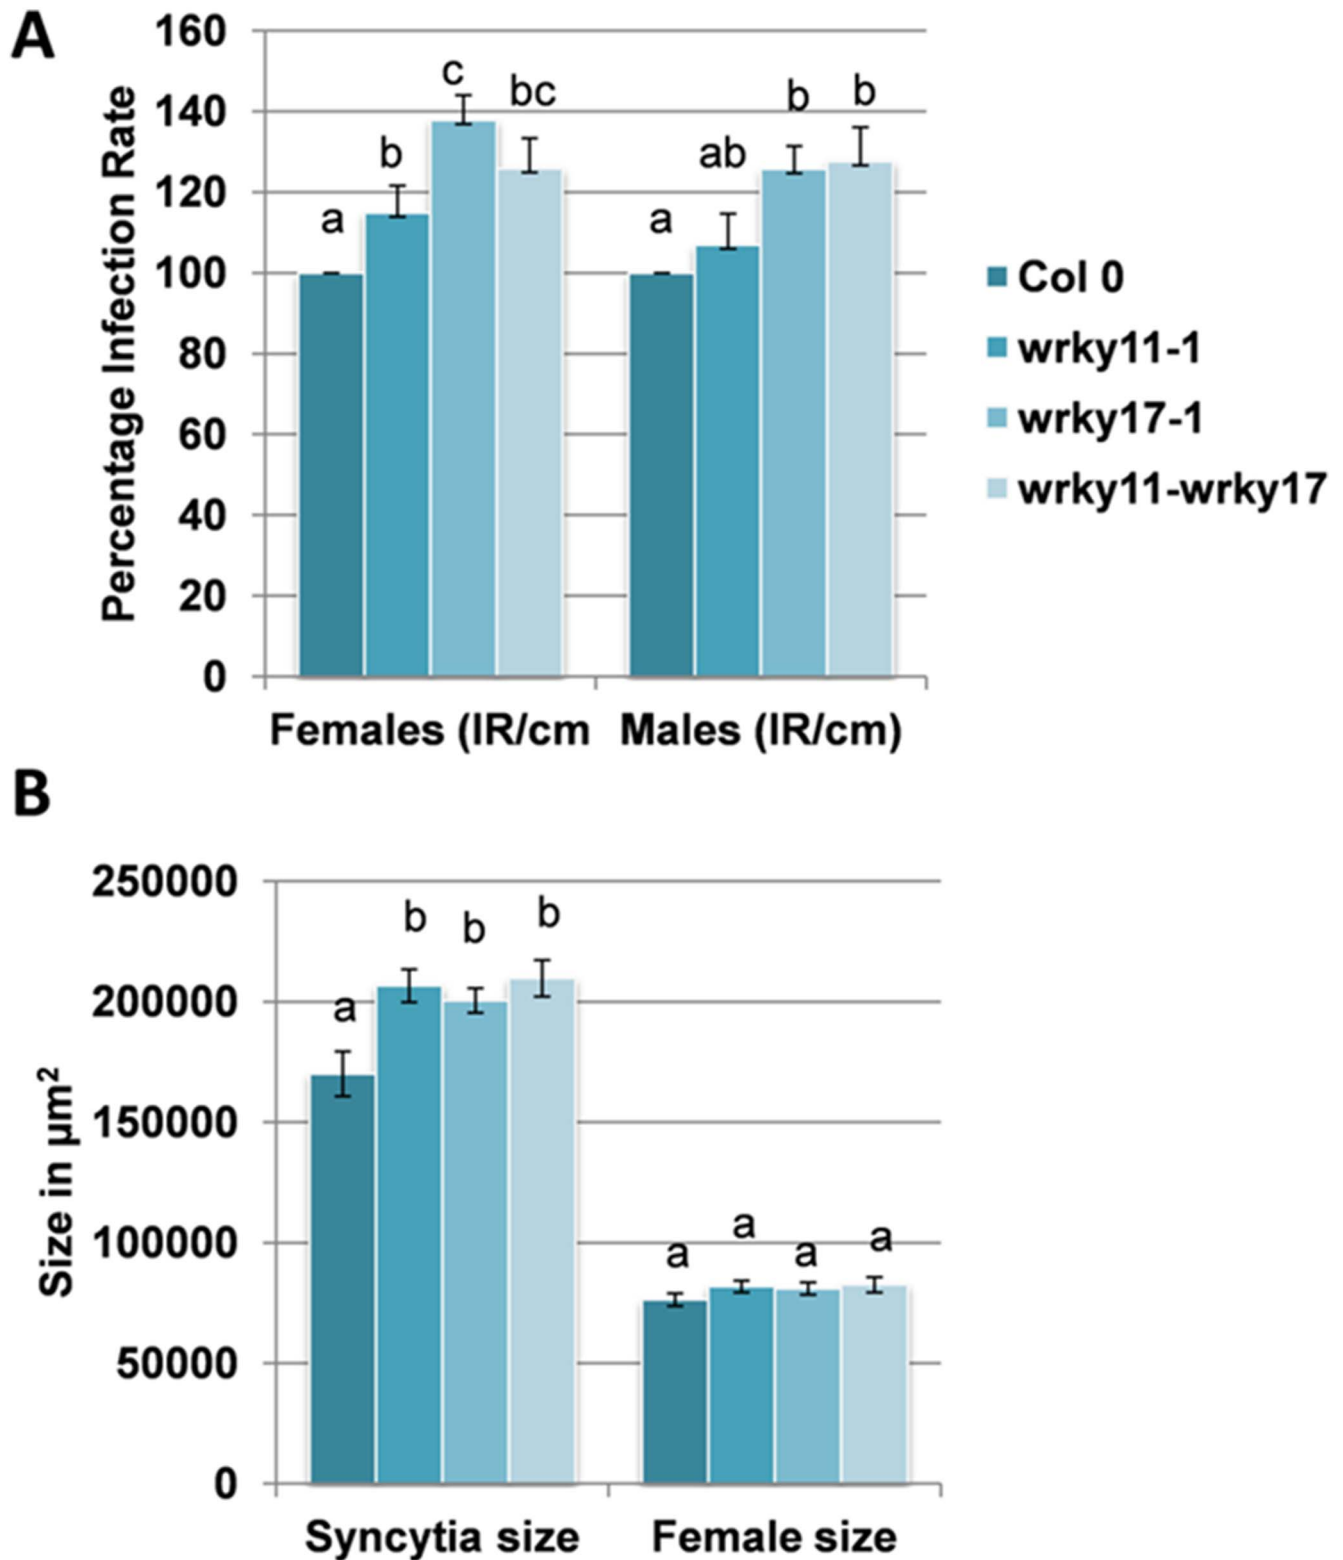 A
Percentage Infection Rate
160
140
120
100
80
60
40
20
0
a
b
c
bc
a
ab
b
b
Females (IR/cm
Males (IR/cm)
Col 0
wrky11-1
wrky17-1
wrky11-wrky17
B
Size in µm²
250000
200000
150000
100000
50000
0
a
b
b
b
a
a
a
a
Syncytia size
Female size